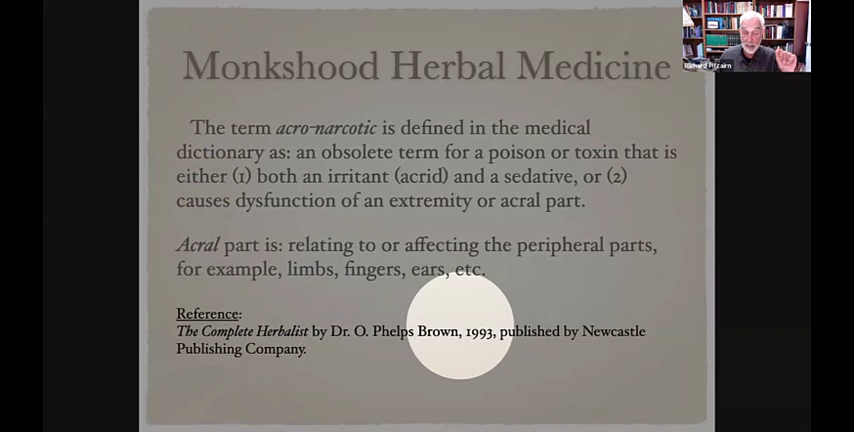 Monkshood Herbal Medicine
Richard Pitcairn
The term acro-narcotic is defined in the medical
dictionary as: an obsolete term for a poison or toxin that is
either (1) both an irritant (acrid) and a sedative, or (2)
causes dysfunction of an extremity or acral part.
Acral part is: relating to or affecting the peripheral parts,
for example, limbs, fingers, ears, etc.
Reference:
The Complete Herbalist by Dr. O. Phelps Brown, 1993, published by Newcastle
Publishing Company.